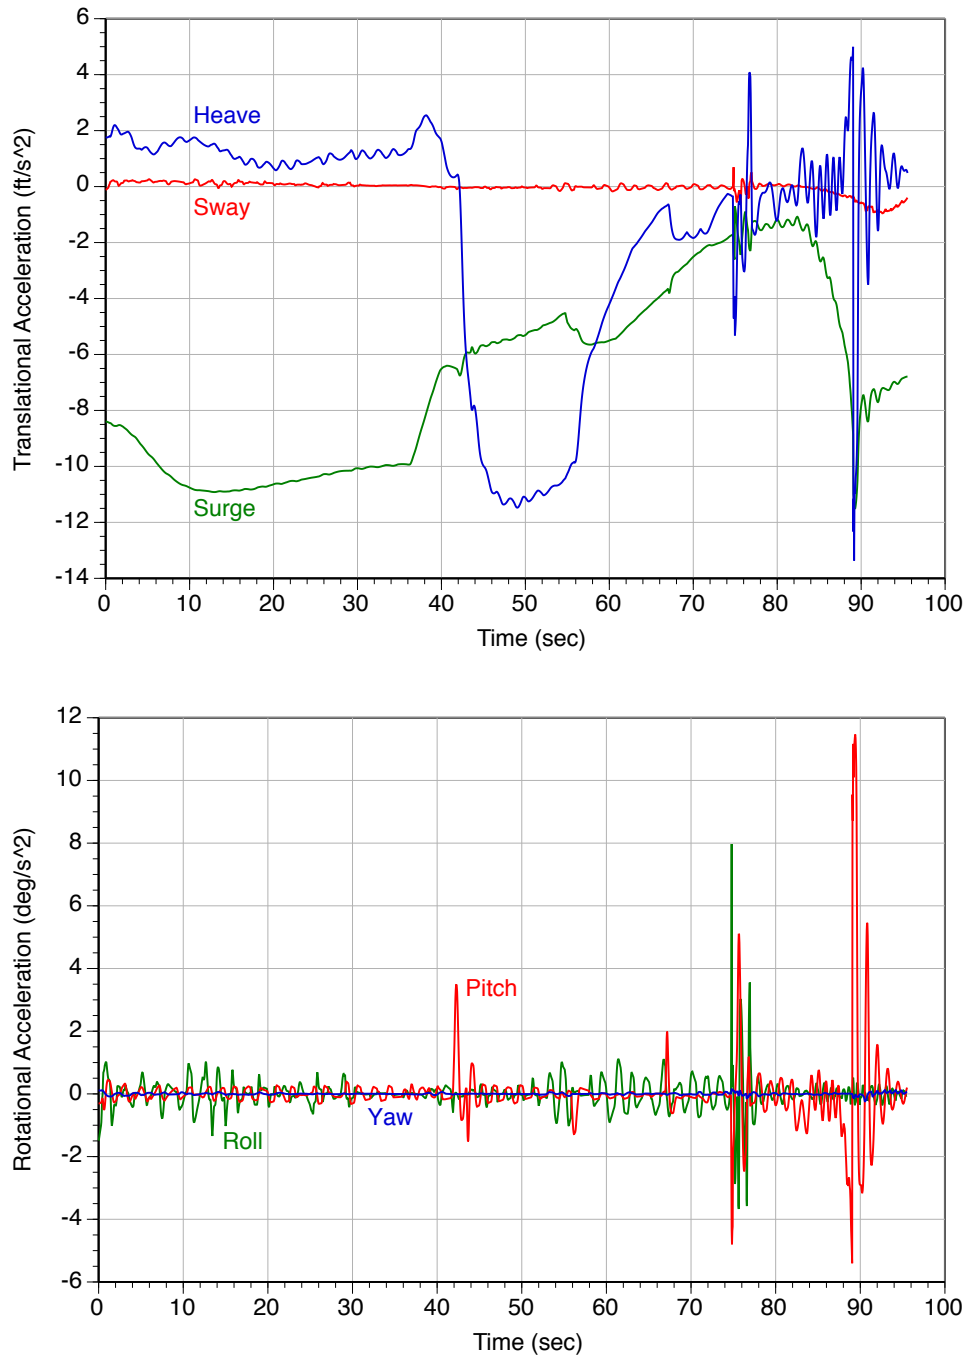 Translational Acceleration (ft/s^2)
6
4
2
0
-2
-4
-6
-8
-10
-12
-14
Heave
Sway
Surge
0 10 20 30 40 50 60 70 80 90 100
Time (sec)
Rotational Acceleration (deg/s^2)
12
10
8
6
4
2
0
-2
-4
-6
Pitch
Yaw
Roll
0 10 20 30 40 50 60 70 80 90 100
Time (sec)